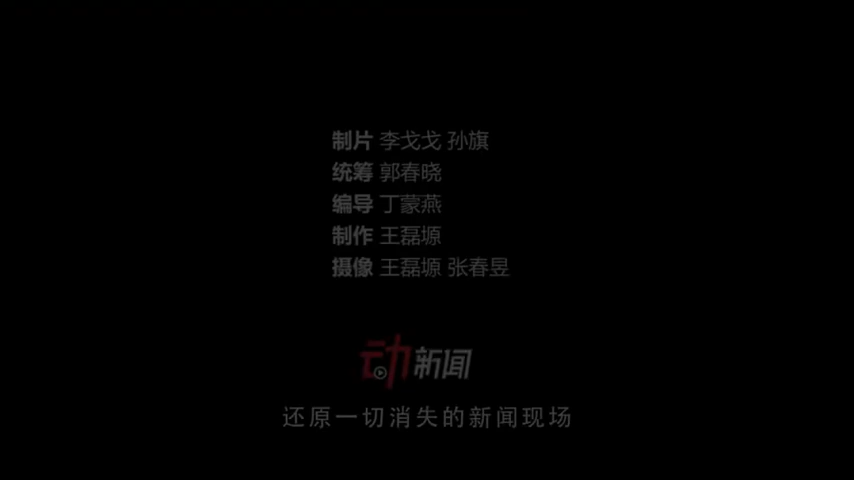 制片 李戈戈 孙旗
统筹 郭春晓
编导 丁蒙燕
制作 王磊塬
摄像 王磊塬 张春昱
动新闻
还原一切消失的新闻现场